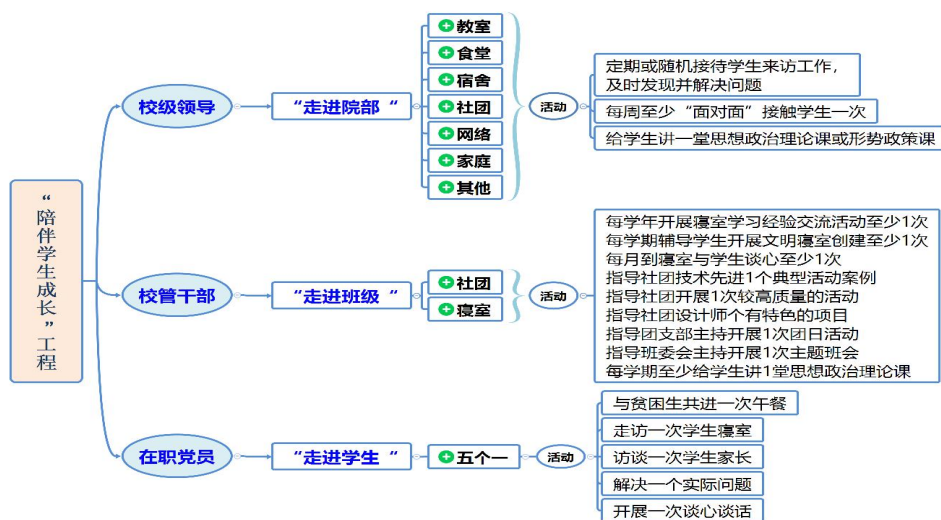 “陪伴学生成长”工程
校级领导
“走进院部“
教室
食堂
宿舍
社团
网络
家庭
其他
活动
定期或随机接待学生来访工作，
及时发现并解决问题
每周至少“面对面”接触学生一次
给学生讲一堂思想政治理论课或形势政策课
校管干部
“走进班级“
社团
寝室
活动
每学年开展寝室学习经验交流活动至少1次
每学期辅导学生开展文明寝室创建至少1次
每月到寝室与学生谈心至少1次
指导社团技术先进1个典型活动案例
指导社团开展1次较高质量的活动
指导社团设计师个有特色的项目
指导团支部主持开展1次团日活动
指导班委会主持开展1次主题班会
每学期至少给学生讲1堂思想政治理论课
在职党员
“走进学生“
五个一
活动
与贫困生共进一次午餐
走访一次学生寝室
访谈一次学生家长
解决一个实际问题
开展一次谈心谈话